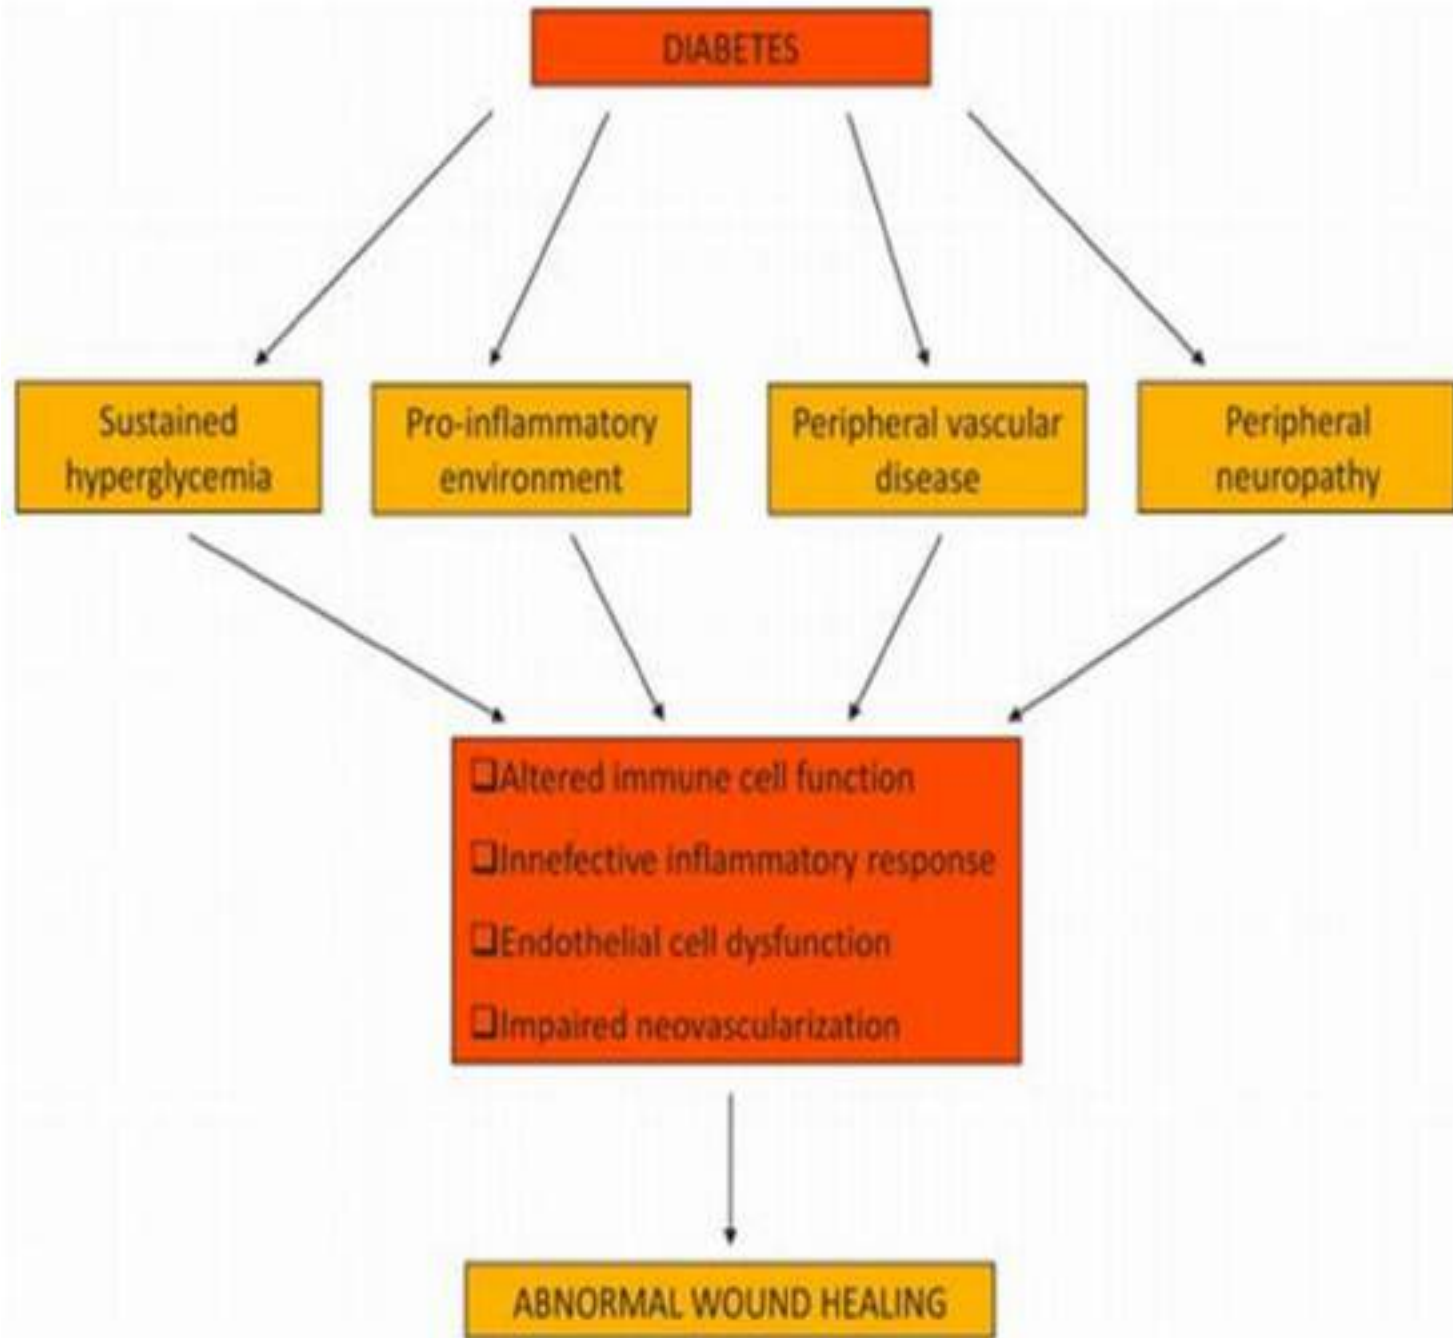 DIABETES
Sustained
hyperglycemia
Pro-inflammatory
environment
Peripheral vascular
disease
Peripheral
neuropathy
❑Altered immune cell function
❑Innefective inflammatory response
❑Endothelial cell dysfunction
❑Impaired neovascularization
ABNORMAL WOUND HEALING